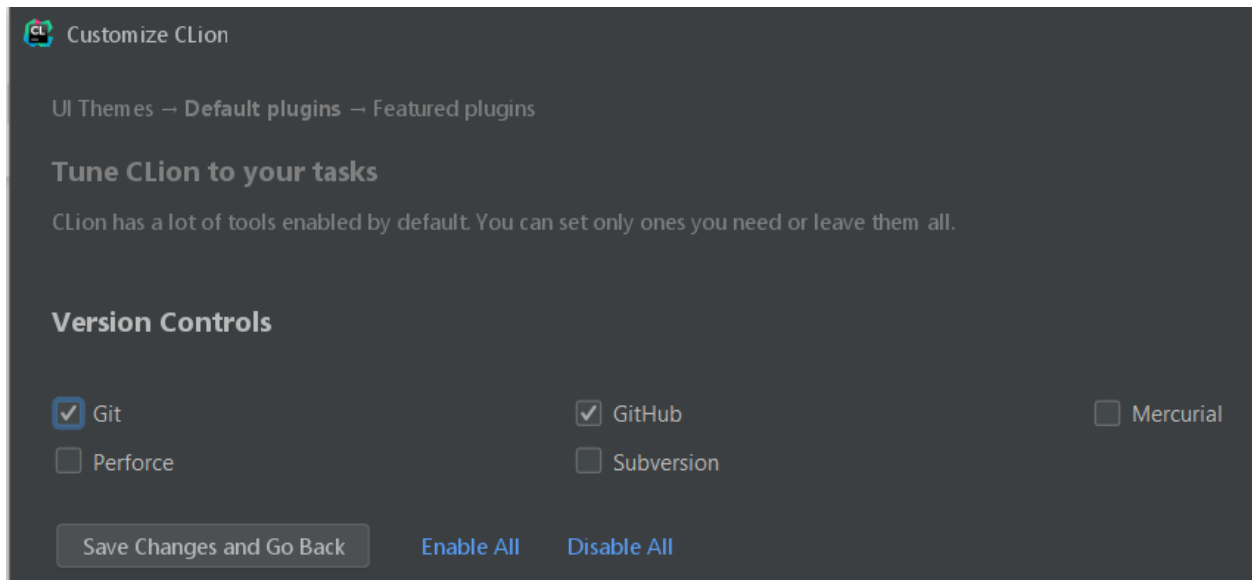 CL
Customize CLion
UI Themes → Default plugins → Featured plugins
Tune CLion to your tasks
CLion has a lot of tools enabled by default. You can set only ones you need or leave them all.
Version Controls
Git GitHub Mercurial
Perforce Subversion
Save Changes and Go Back Enable All Disable All